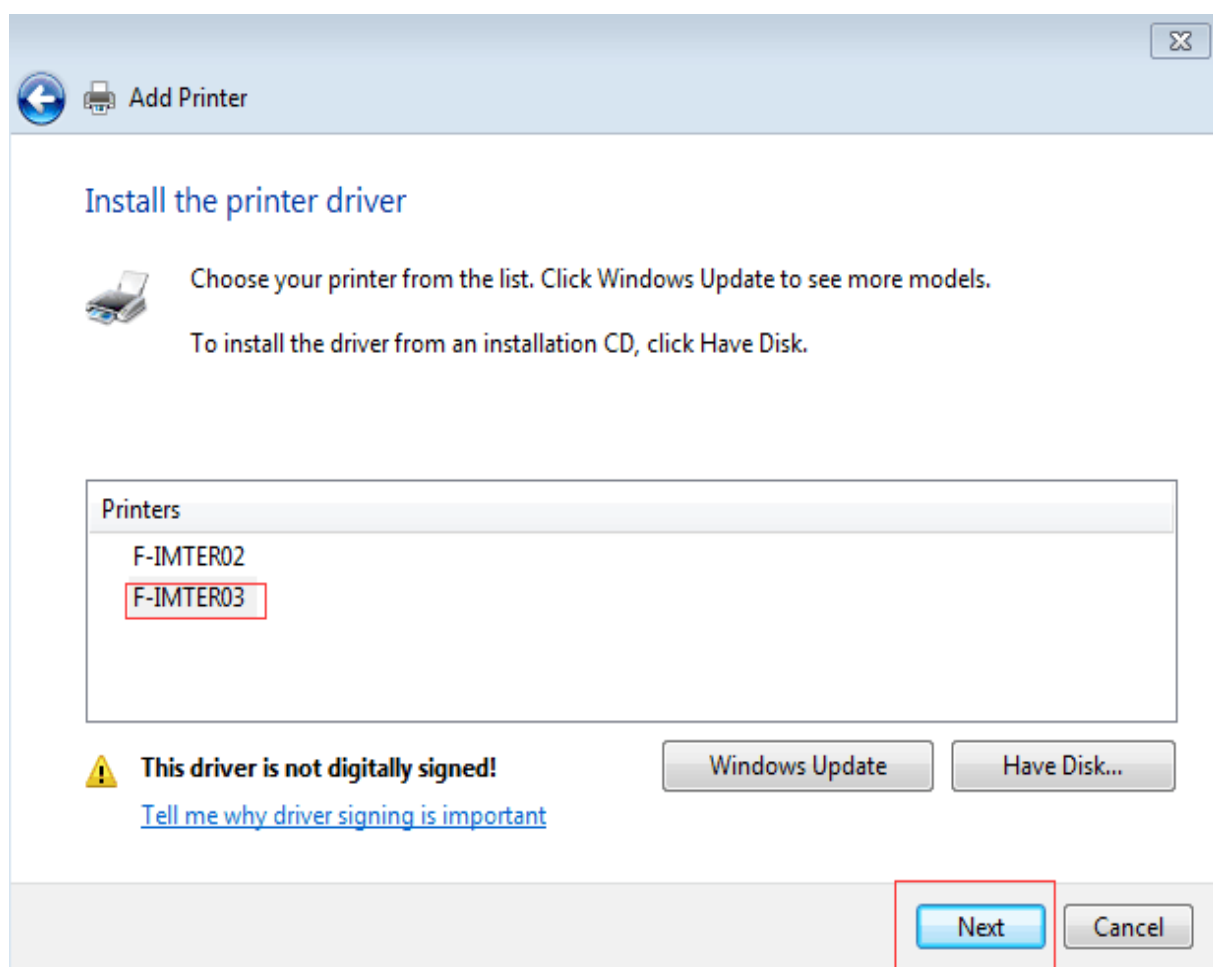 Add Printer
Install the printer driver
Choose your printer from the list. Click Windows Update to see more models.
To install the driver from an installation CD, click Have Disk.
Printers
F-IMTER02
F-IMTER03
This driver is not digitally signed!
Windows Update
Have Disk...
Tell me why driver signing is important
Next
Cancel